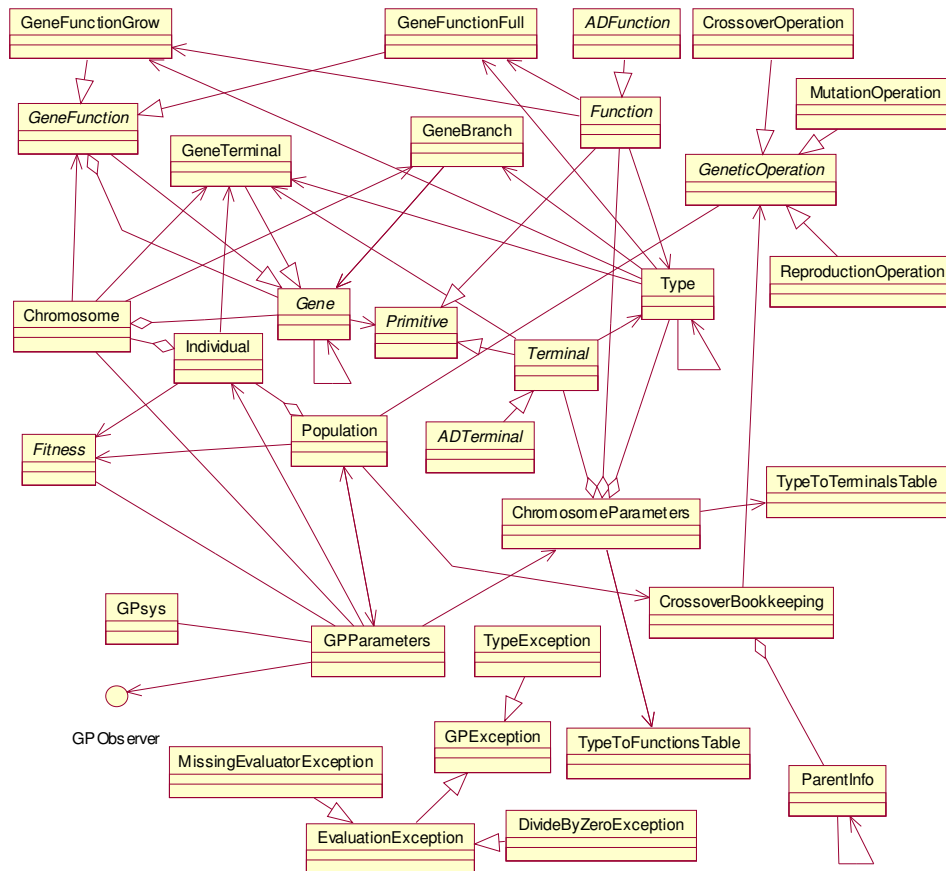 GeneFunctionGrow
GeneFunctionFull
ADFunction
CrossoverOperation
MutationOperation
GeneFunction
Function
GeneBranch
GeneTerminal
GeneticOperation
ReproductionOperation
Type
Chromosome
Gene
Primitive
Individual
Terminal
Population
ADTerminal
Fitness
TypeToTerminalsTable
ChromosomeParameters
GPsys
CrossoverBookkeeping
GPParameters
TypeException
GPObserver
GPException
TypeToFunctionsTable
MissingEvaluatorException
ParentInfo
DivideByZeroException
EvaluationException